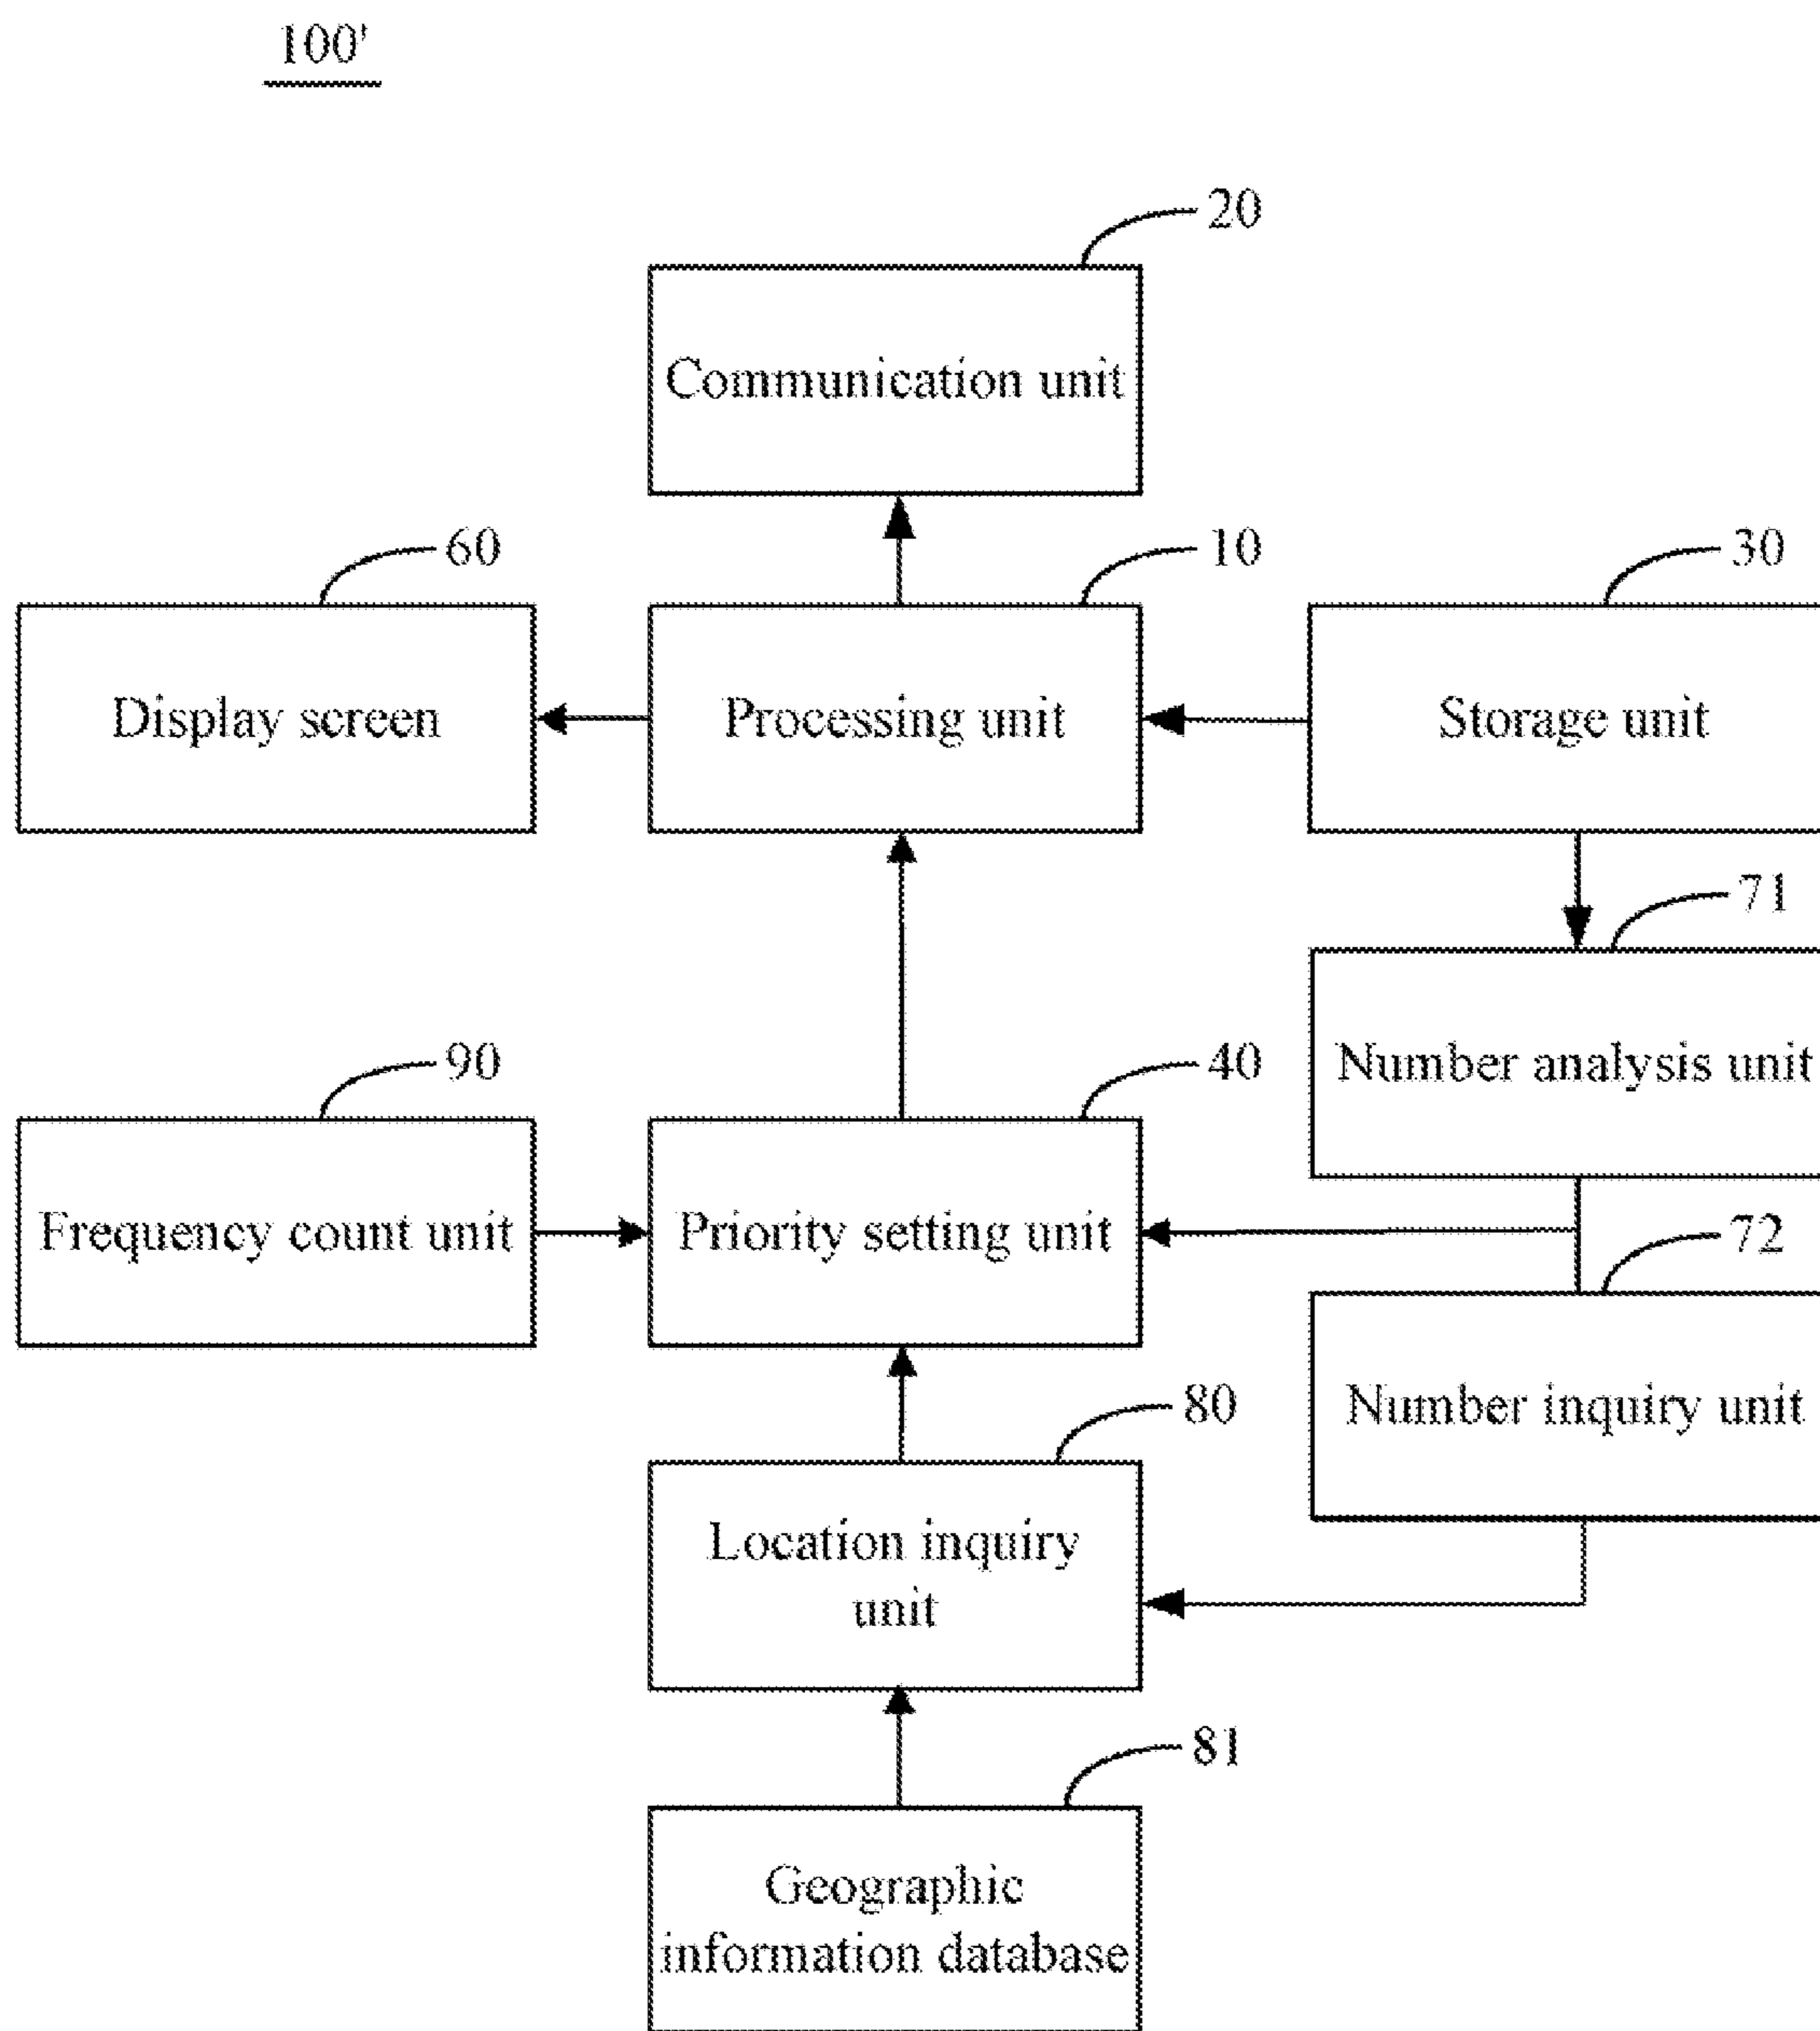 100'
20
Communication unit
60
10
30
Display screen
Processing unit
Storage unit
71
Number analysis unit
90
40
Frequency count unit
Priority setting unit
72
Number inquiry unit
80
Location inquiry
unit
81
Geographic
information database